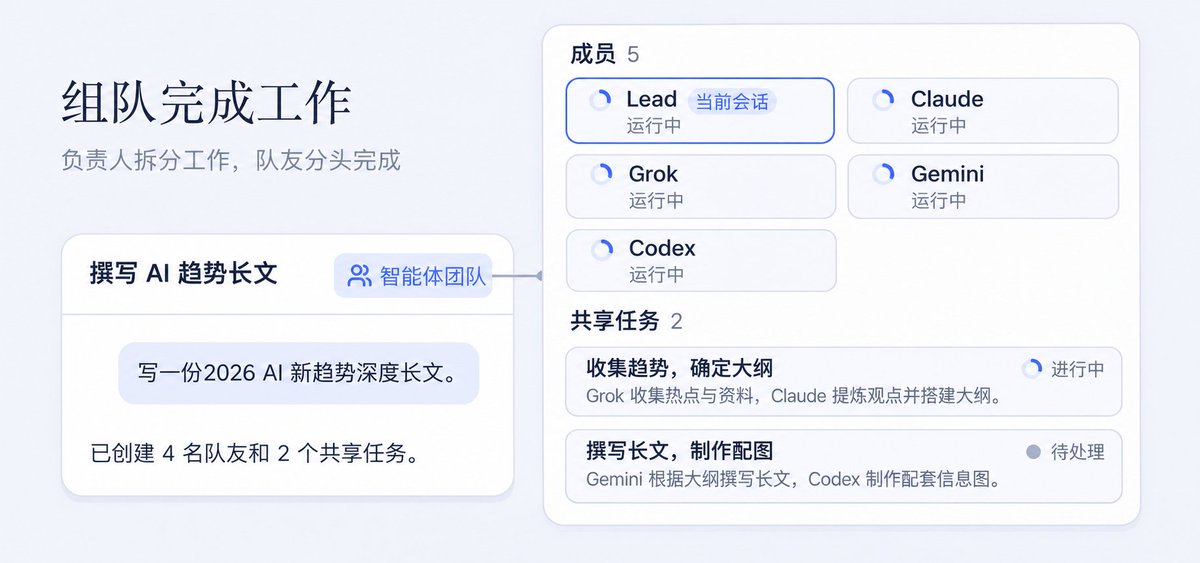 组队完成工作
负责人拆分工作，队友分头完成
撰写 AI 趋势长文
智能体团队
写一份2026 AI 新趋势深度长文。
已创建 4 名队友和 2 个共享任务。
成员 5
Lead 当前会话
运行中
Claude
运行中
Grok
运行中
Gemini
运行中
Codex
运行中
共享任务 2
收集趋势，确定大纲
进行中
Grok 收集热点与资料，Claude 提炼观点并搭建大纲。
撰写长文，制作配图
待处理
Gemini 根据大纲撰写长文，Codex 制作配套信息图。